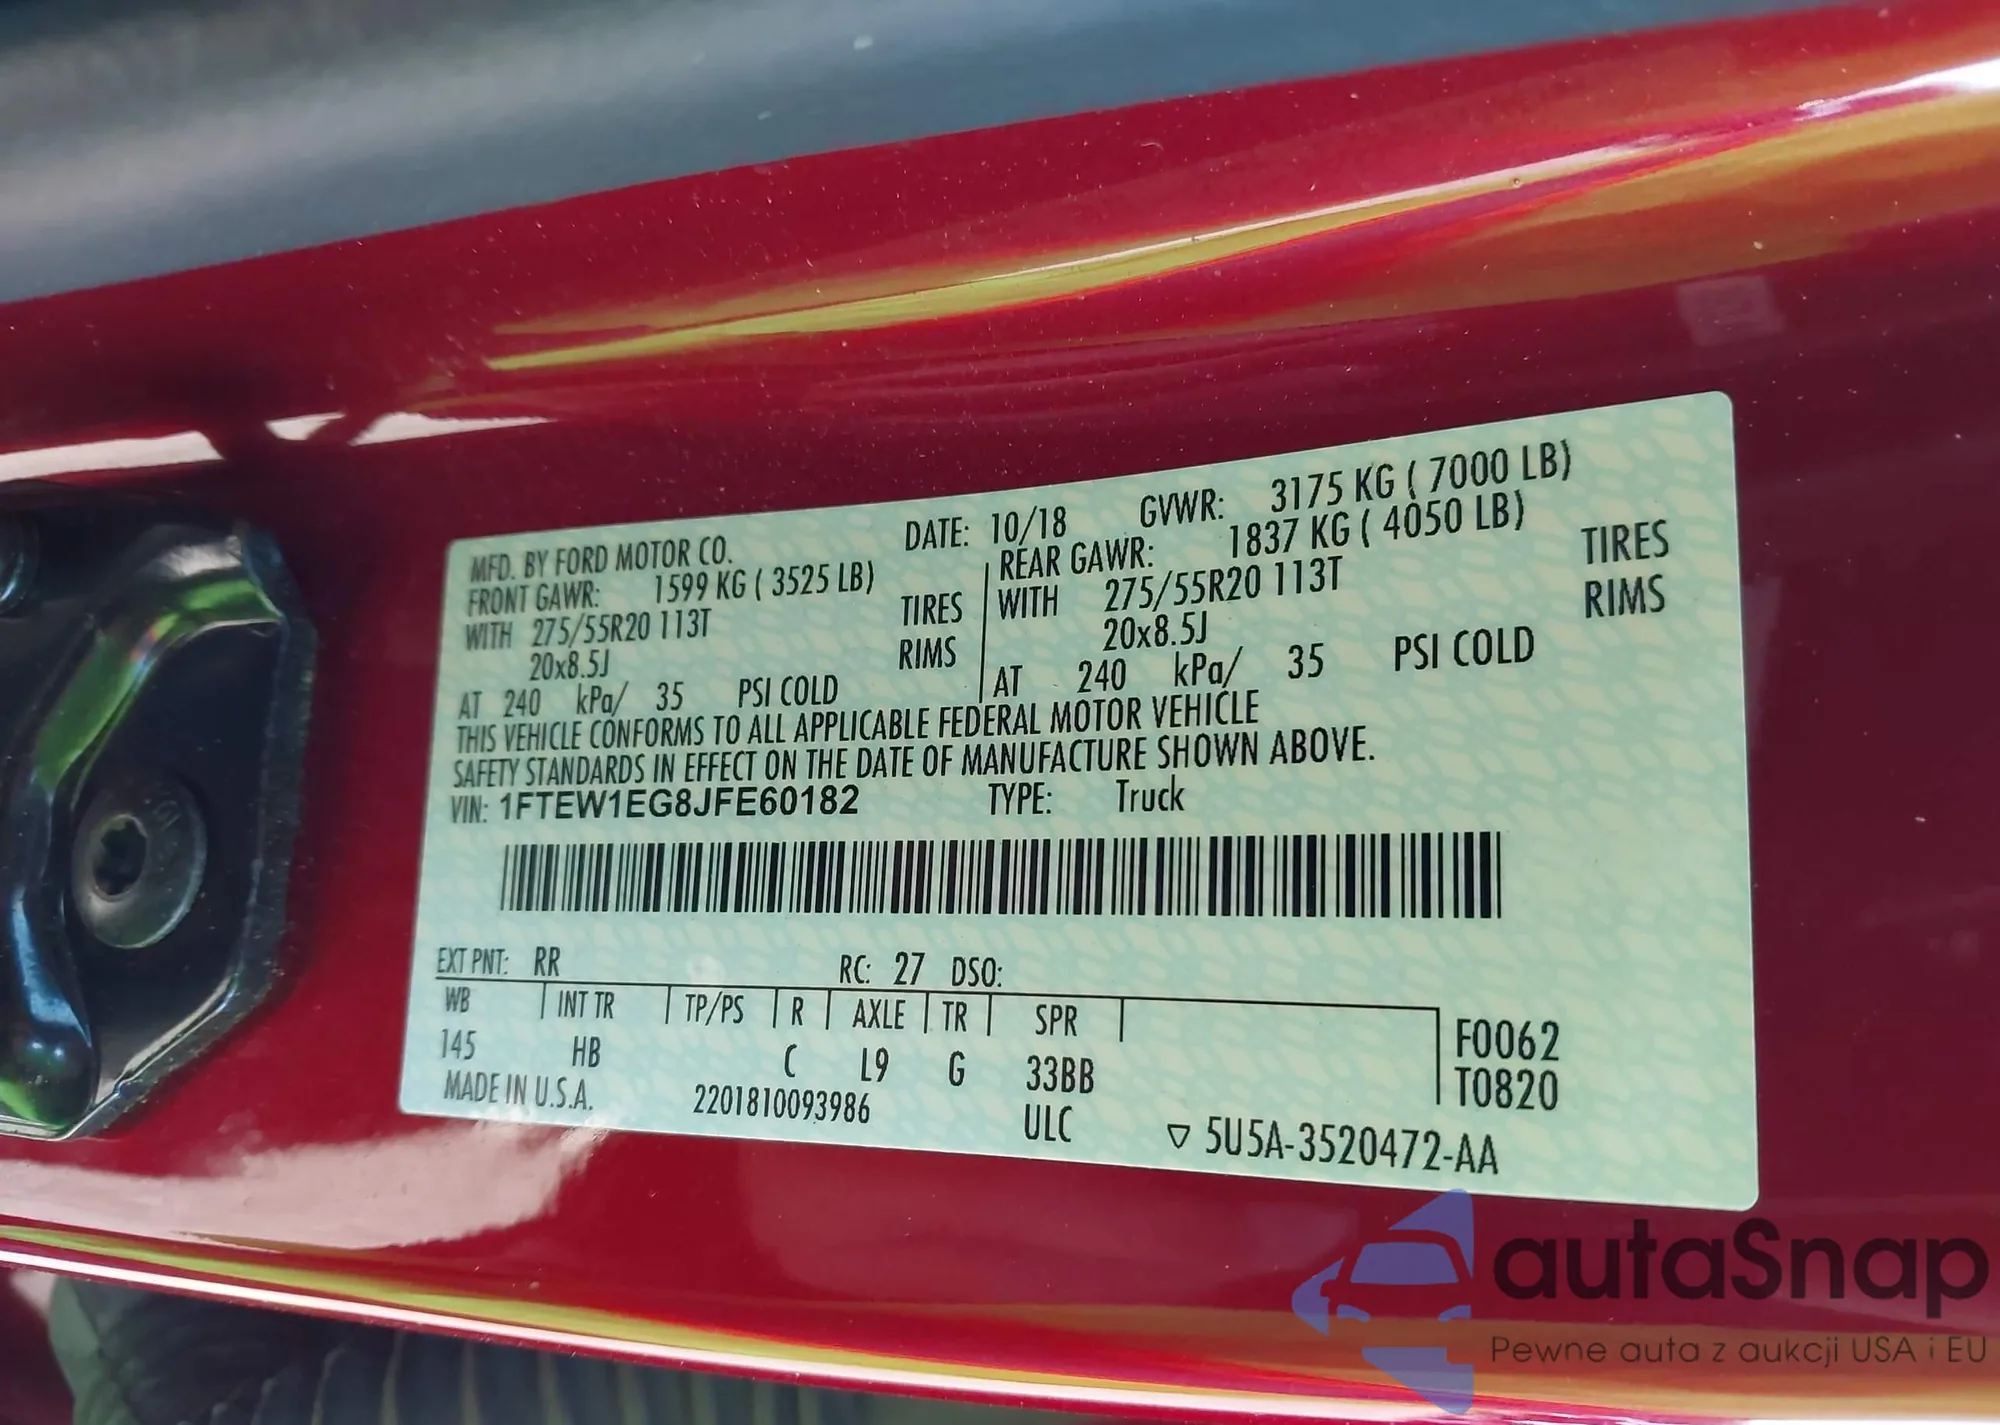 MFD. BY FORD MOTOR CO. DATE: 10/18 GVWR: 3175 KG ( 7000 LB)
FRONT GAWR: 1599 KG ( 3525 LB) REAR GAWR: 1837 KG ( 4050 LB)
WITH 275/55R20 113T TIRES WITH 275/55R20 113T TIRES
20x8.5J RIMS 20x8.5J RIMS
AT 240 kPa/ 35 PSI COLD AT 240 kPa/ 35 PSI COLD
THIS VEHICLE CONFORMS TO ALL APPLICABLE FEDERAL MOTOR VEHICLE
SAFETY STANDARDS IN EFFECT ON THE DATE OF MANUFACTURE SHOWN ABOVE.
VIN: 1FTEW1EG8JFE60182 TYPE: Truck
EXT PNT: RR RC: 27 DSO:
WB INT TR TP/PS R AXLE TR SPR F0062
145 HB C L9 G 33BB T0820
MADE IN U.S.A. 2201810093986 ULC ▽ 5U5A-3520472-AA
autaSnap
Pewne auta z aukcji USA i EU